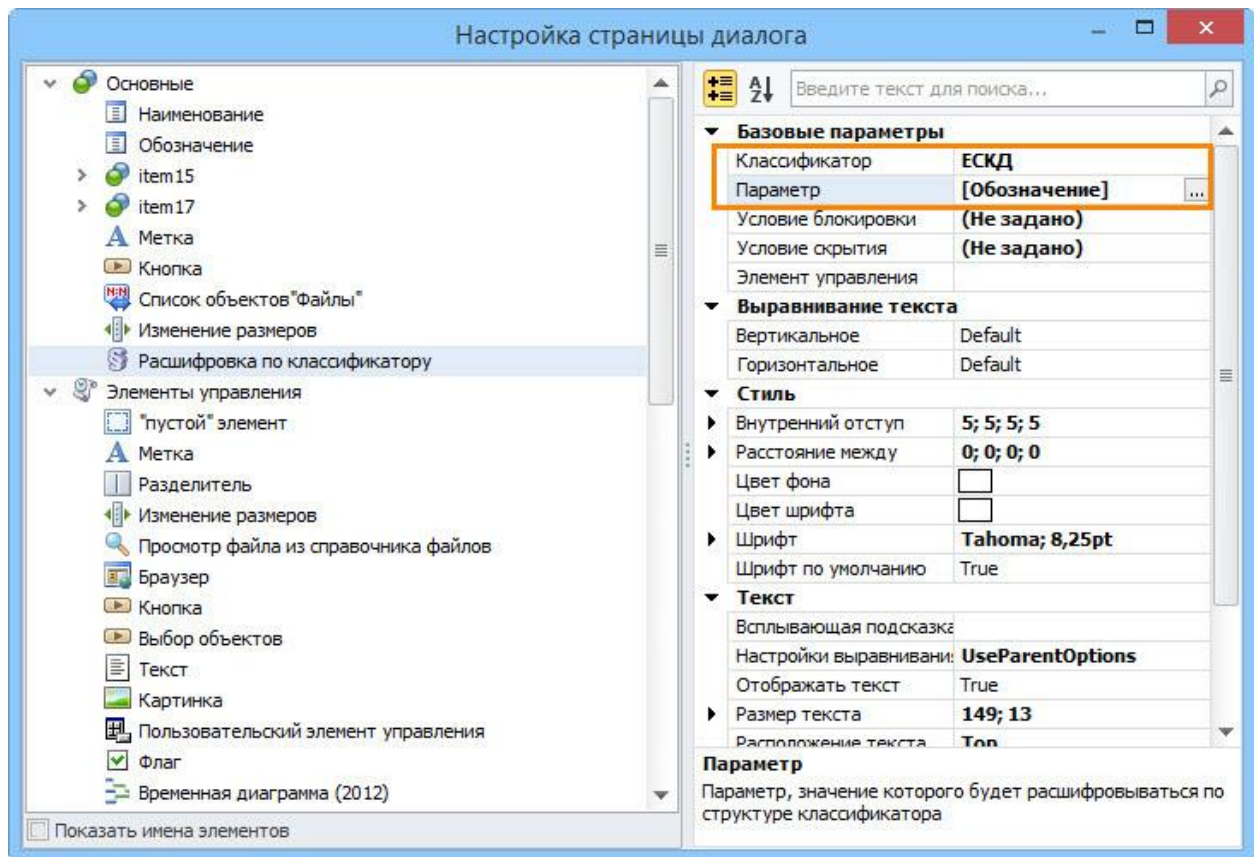 Настройка страницы диалога
Основные
Наименование
Обозначение
item15
item17
Метка
Кнопка
Список объектов"Файлы"
Изменение размеров
Расшифровка по классификатору
Элементы управления
"пустой" элемент
Метка
Разделитель
Изменение размеров
Просмотр файла из справочника файлов
Браузер
Кнопка
Выбор объектов
Текст
Картинка
Пользовательский элемент управления
Флаг
Временная диаграмма (2012)
Показать имена элементов
Введите текст для поиска...
Базовые параметры
Классификатор ЕСКД
Параметр [Обозначение] ...
Условие блокировки (Не задано)
Условие скрытия (Не задано)
Элемент управления
Выравнивание текста
Вертикальное Default
Горизонтальное Default
Стиль
Внутренний отступ 5; 5; 5; 5
Расстояние между 0; 0; 0; 0
Цвет фона
Цвет шрифта
Шрифт Tahoma; 8,25pt
Шрифт по умолчанию True
Текст
Всплывающая подсказка
Настройки выравнивани UseParentOptions
Отображать текст True
Размер текста 149; 13
Расположение текста Top
Параметр
Параметр, значение которого будет расшифровываться по
структуре классификатора